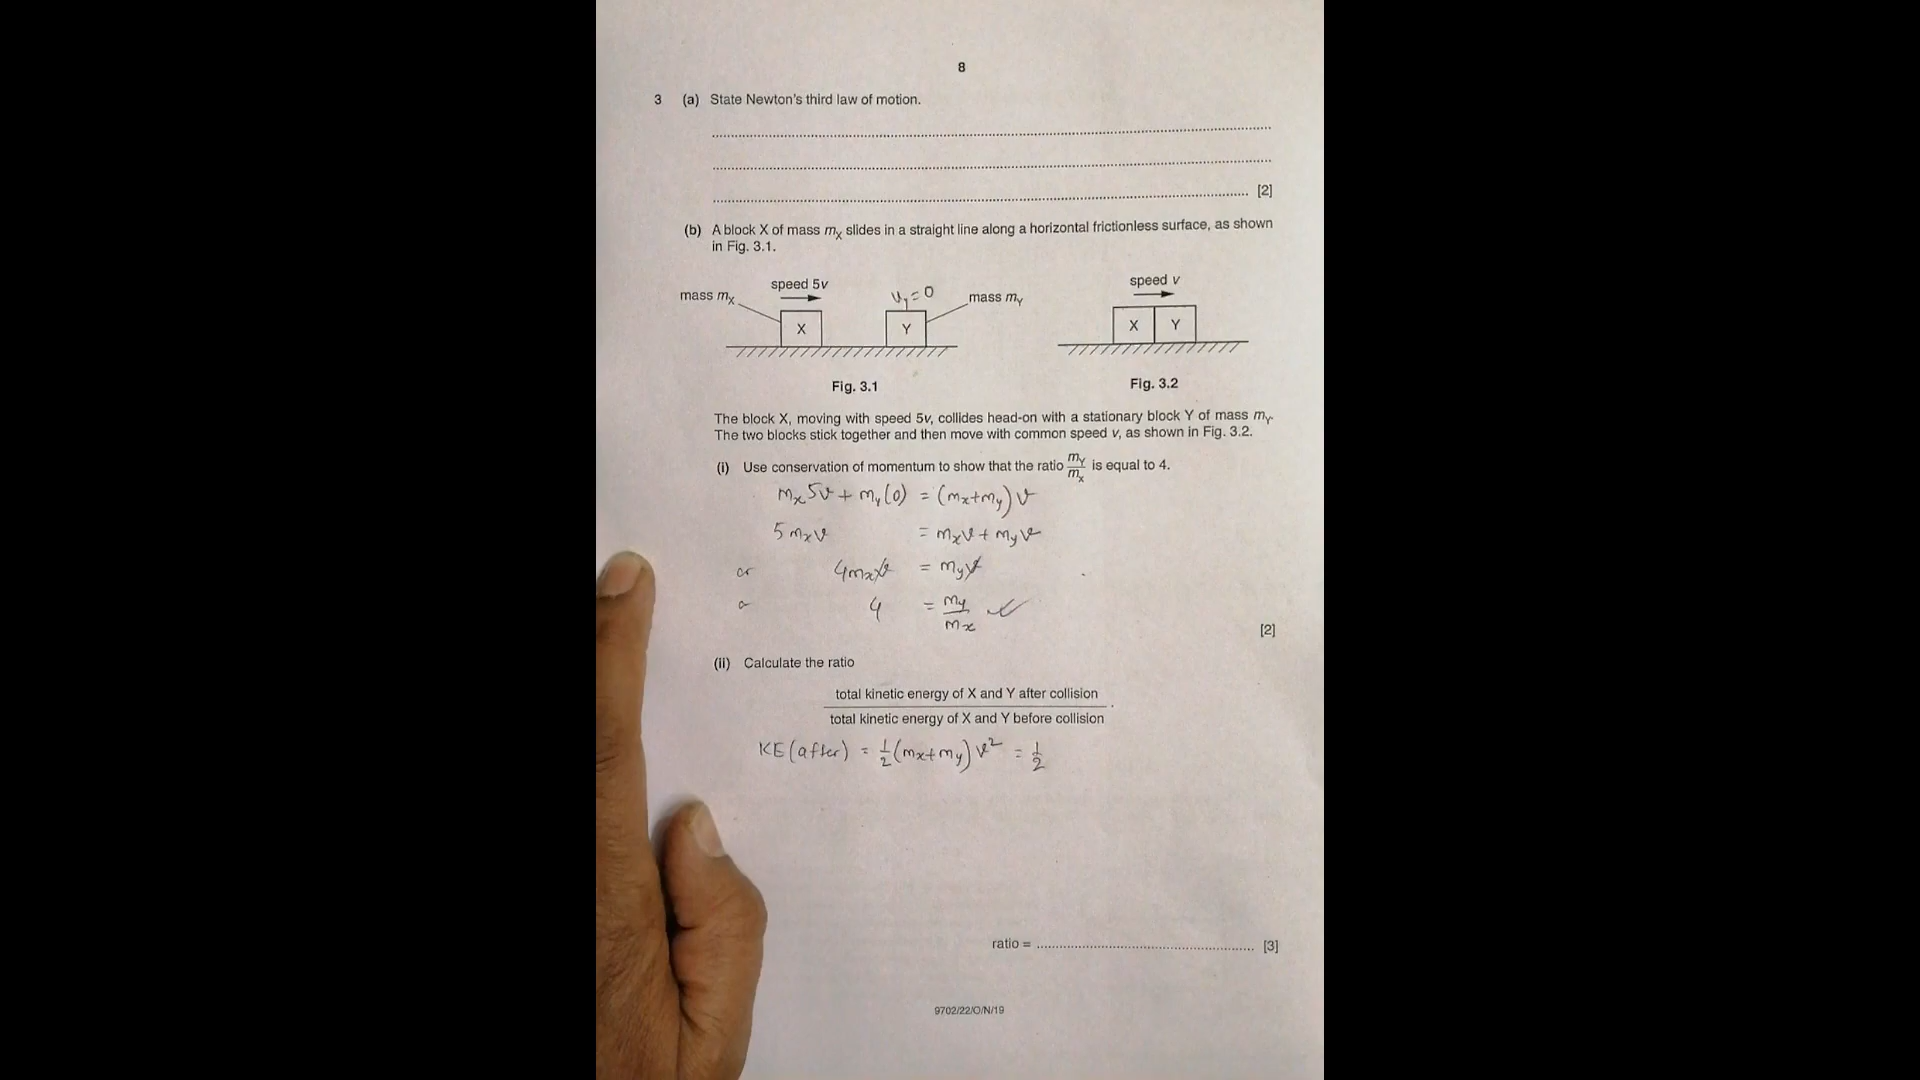 8
3 (a) State Newton's third law of motion.
[2]
(b) A block X of mass mX slides in a straight line along a horizontal frictionless surface, as shown
in Fig. 3.1.
mass mX
speed 5v
vy = 0
mass mY
speed v
X
Y
X
Y
Fig. 3.1
Fig. 3.2
The block X, moving with speed 5v, collides head-on with a stationary block Y of mass mY.
The two blocks stick together and then move with common speed v, as shown in Fig. 3.2.
(i) Use conservation of momentum to show that the ratio mY/mX is equal to 4.
mx5v + my(0) = (mx+my)v
5mxv = mxv + myv
or 4mxv = myv
or 4 = my/mx
[2]
(ii) Calculate the ratio
total kinetic energy of X and Y after collision
total kinetic energy of X and Y before collision .
KE(after) = 1/2(mx+my)v² = 1/2
ratio = [3]
9702/22/O/N/19